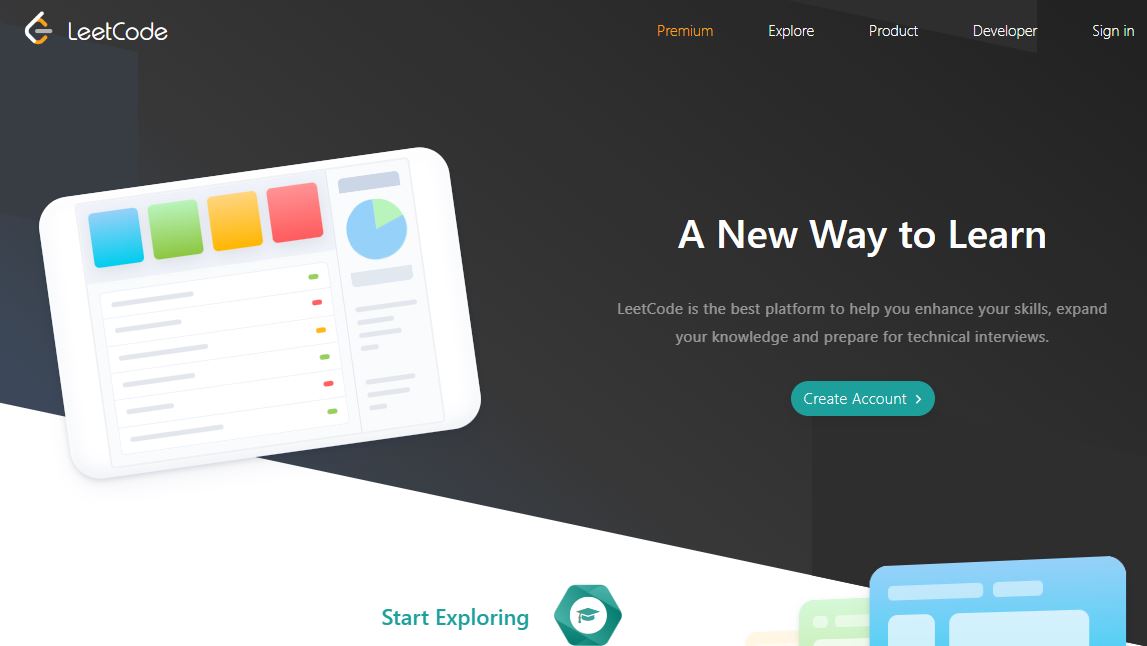 LeetCode
Premium
Explore
Product
Developer
Sign in
A New Way to Learn
LeetCode is the best platform to help you enhance your skills, expand
your knowledge and prepare for technical interviews.
Create Account
Start Exploring